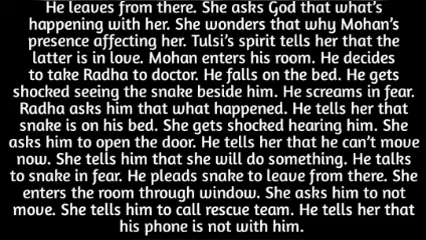 He leaves from there. She asks God that what's
happening with her. She wonders that why Mohan's
presence affecting her. Tulsi's spirit tells her that the
latter is in love. Mohan enters his room. He decides
to take Radha to doctor. He falls on the bed. He gets
shocked seeing the snake beside him. He screams in fear.
Radha asks him that what happened. He tells her that
snake is on his bed. She gets shocked hearing him. She
asks him to open the door. He tells her that he can't move
now. She tells him that she will do something. He talks
to snake in fear. He pleads snake to leave from there. She
enters the room through window. She asks him to not
move. She tells him to call rescue team. He tells her that
his phone is not with him.